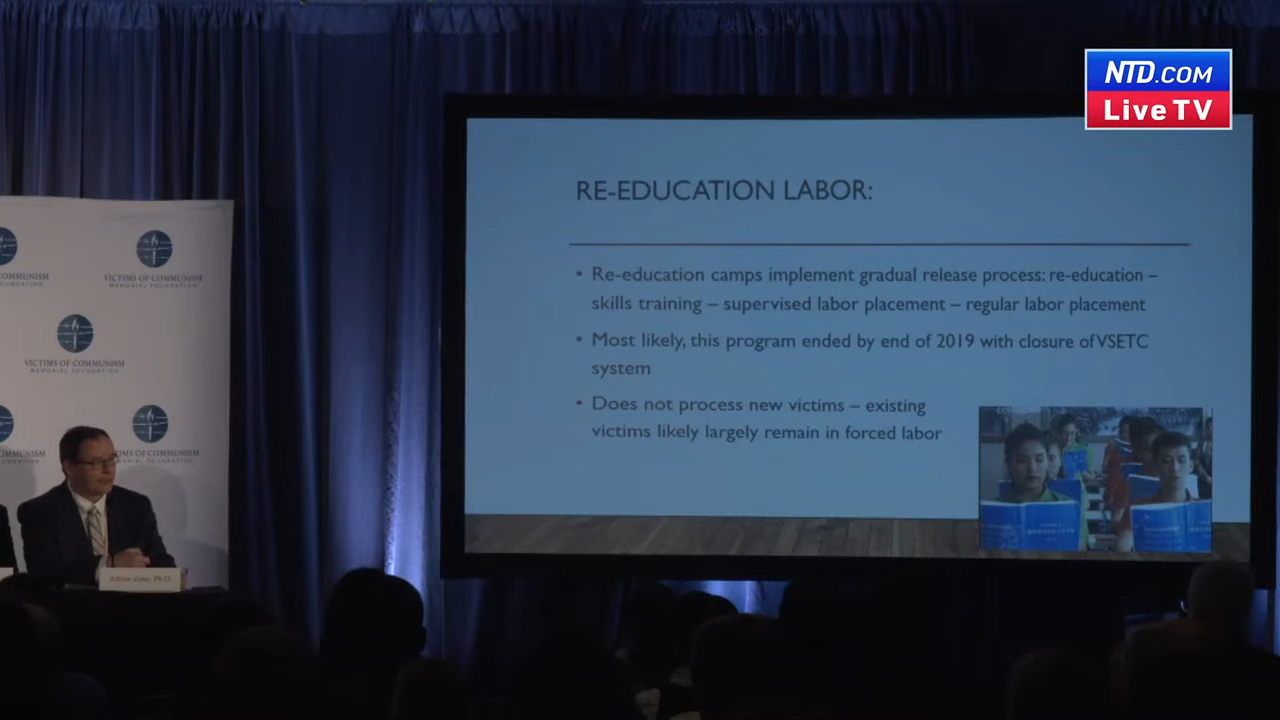 NTD.COM
Live TV
RE-EDUCATION LABOR:
• Re-education camps implement gradual release process: re-education –
skills training – supervised labor placement – regular labor placement
• Most likely, this program ended by end of 2019 with closure of VSETC
system
• Does not process new victims – existing
victims likely largely remain in forced labor
VICTIMS OF COMMUNISM
MEMORIAL FOUNDATION
VICTIMS OF COMMUNISM
MEMORIAL FOUNDATION